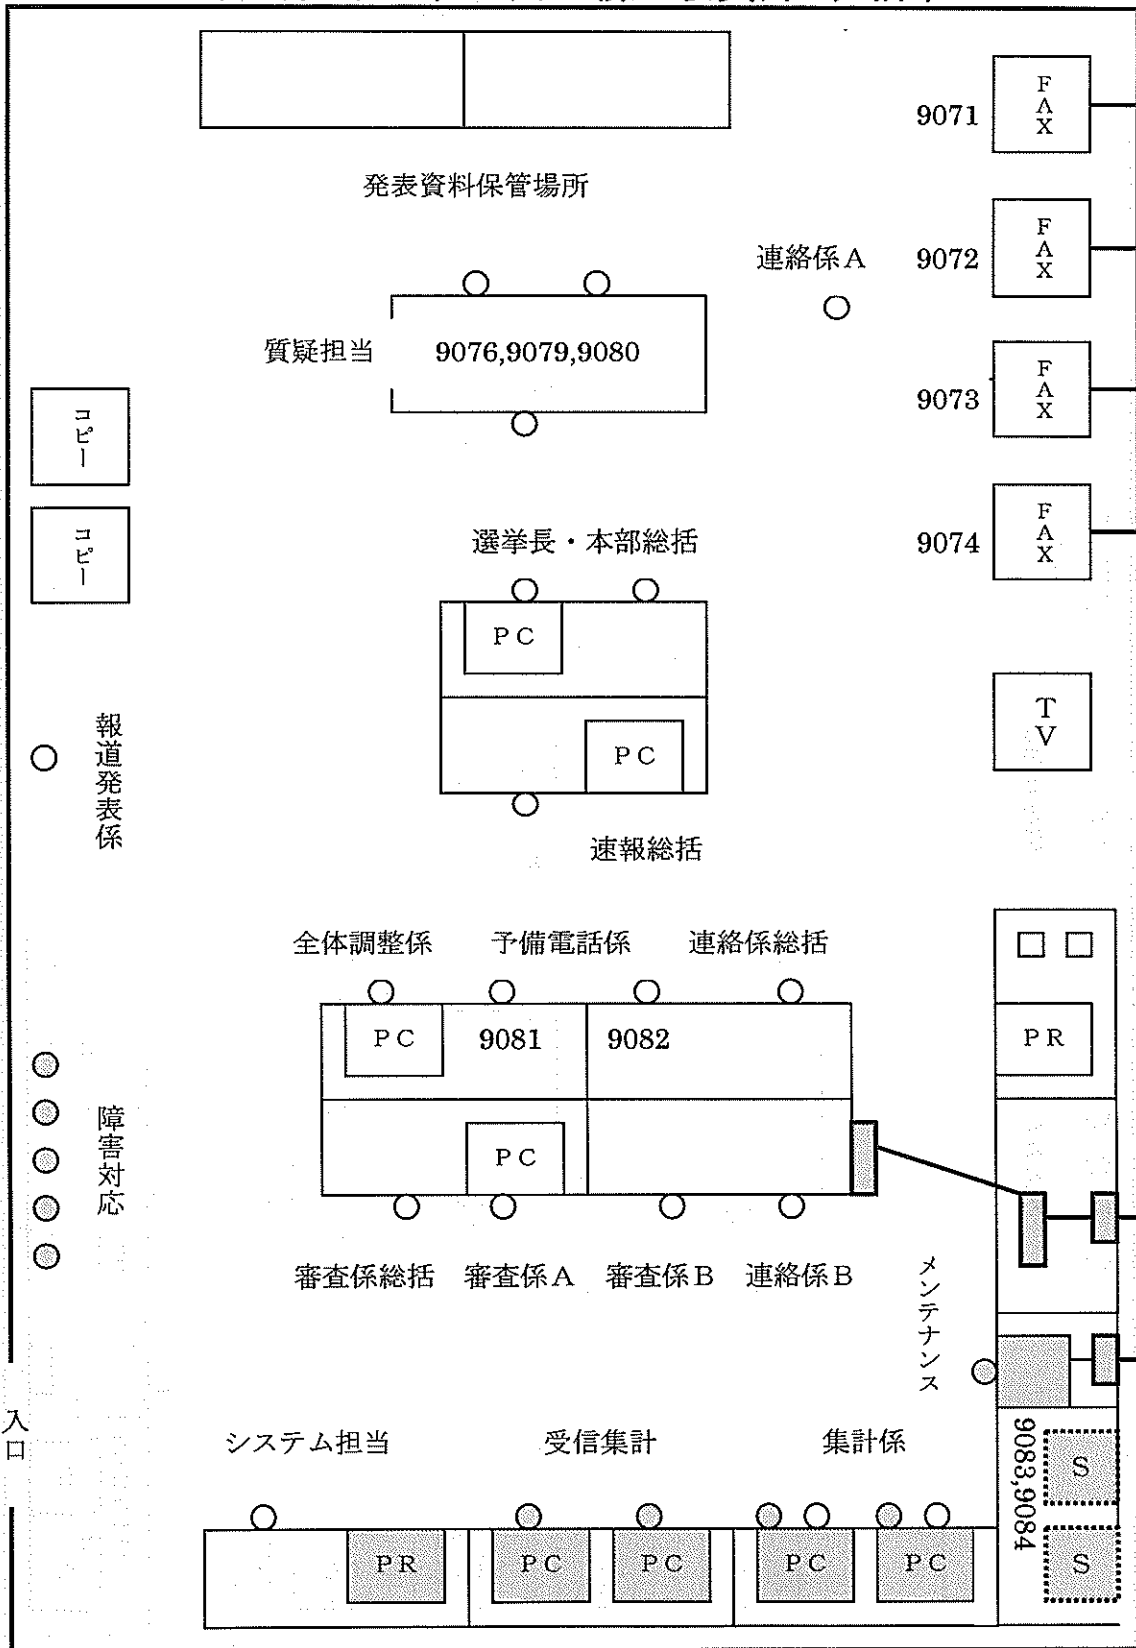 9071
FAX
発表資料保管場所
連絡係A
9072
FAX
質疑担当
9076,9079,9080
9073
FAX
コピー
コピー
選挙長・本部総括
9074
FAX
PC
PC
TV
報道発表係
速報総括
全体調整係
予備電話係
連絡係総括
PC
9081
9082
PR
障害対応
PC
審査係総括
審査係A
審査係B
連絡係B
メンテナンス
入口
システム担当
受信集計
集計係
9083,9084
S
S
PR
PC
PC
PC
PC